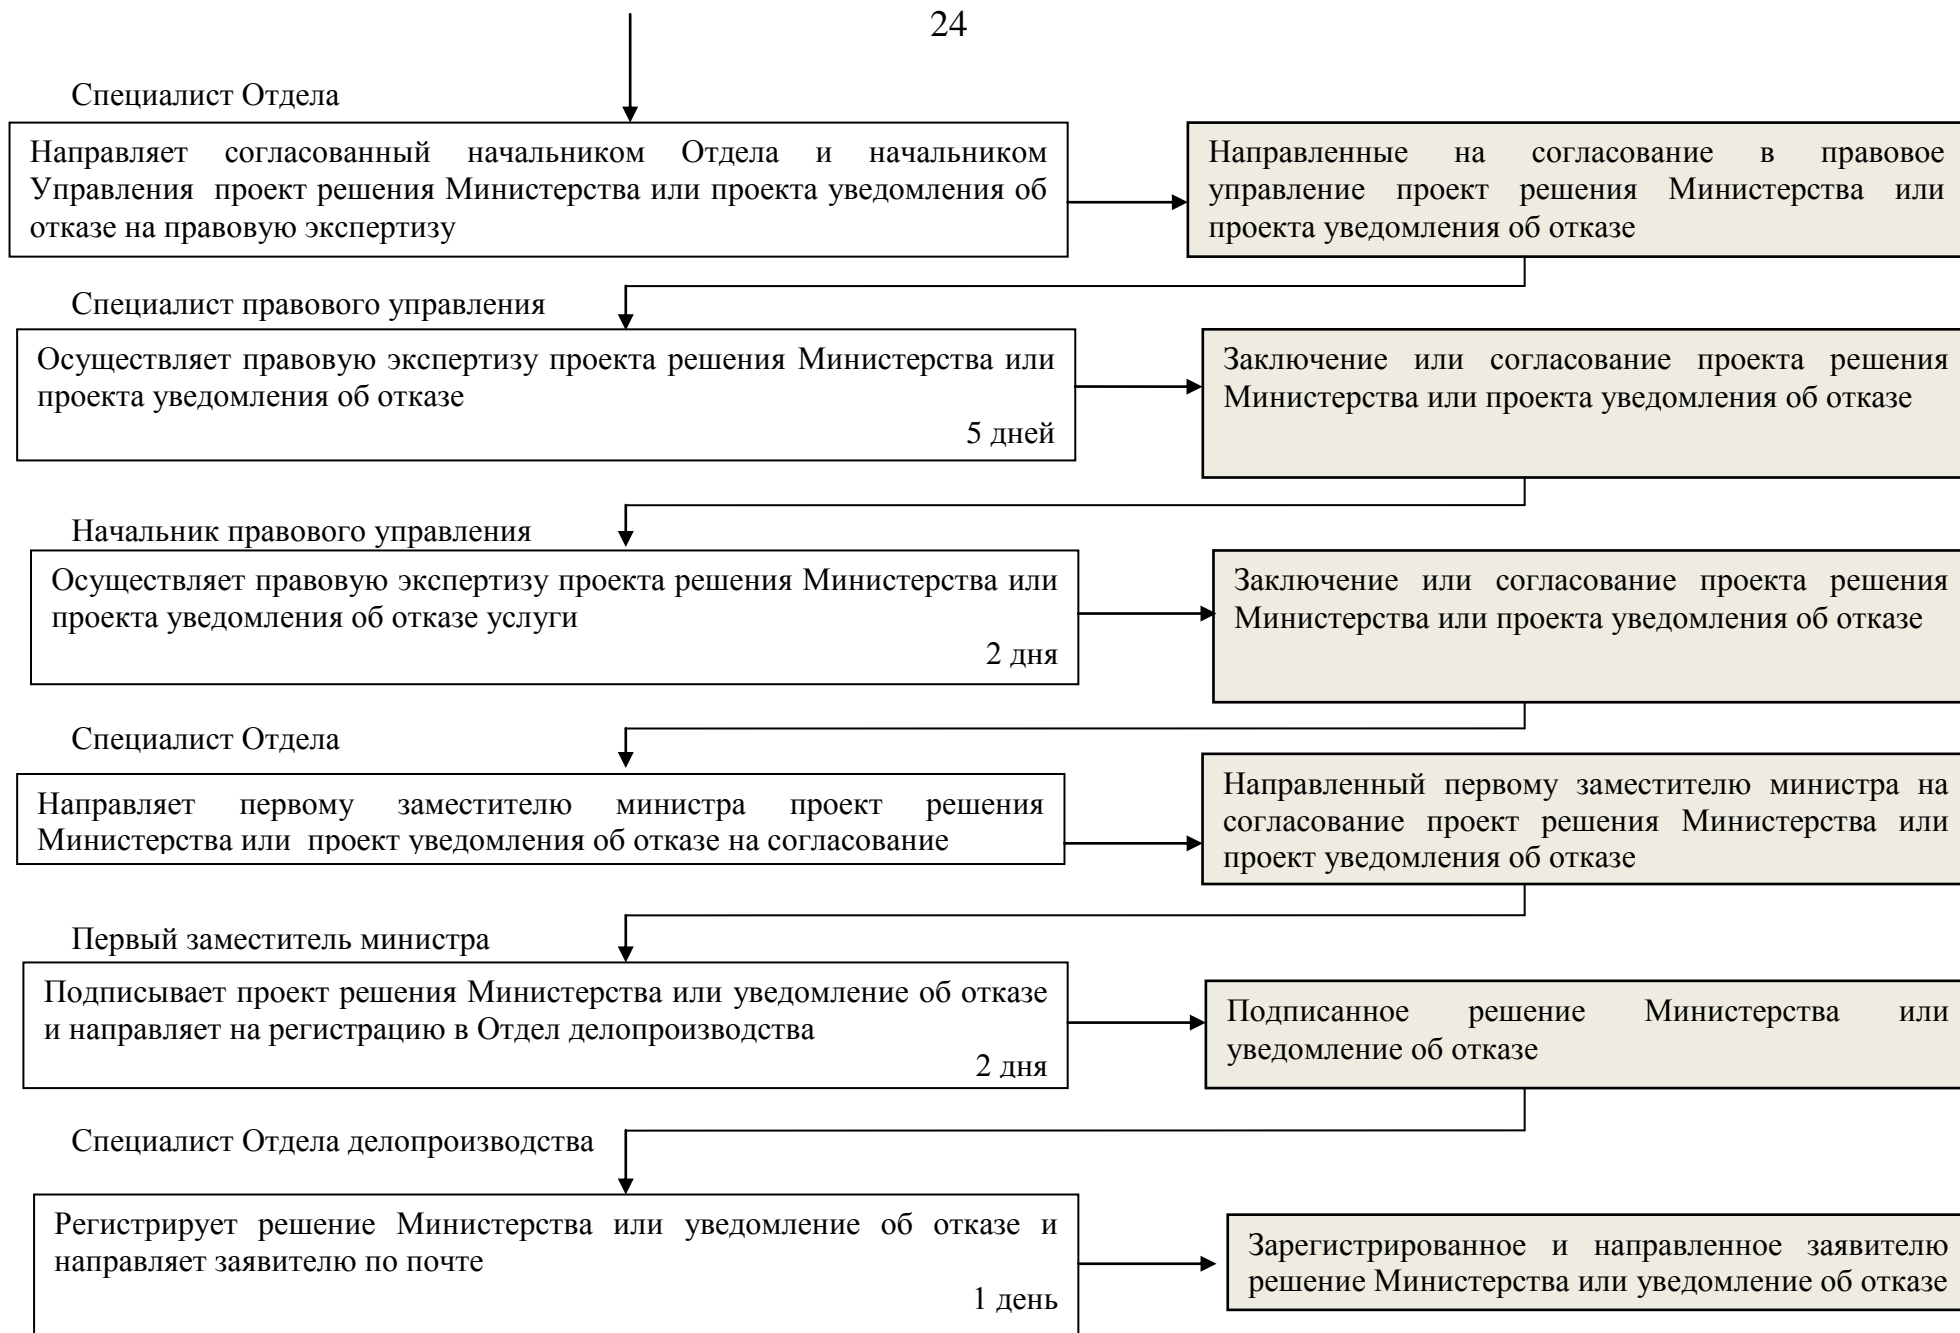 24
Специалист Отдела
Направляет согласованный начальником Отдела и начальником
Управления проект решения Министерства или проекта уведомления об
отказе на правовую экспертизу
Направленные на согласование в правовое
управление проект решения Министерства или
проекта уведомления об отказе
Специалист правового управления
Осуществляет правовую экспертизу проекта решения Министерства или
проекта уведомления об отказе
5 дней
Заключение или согласование проекта решения
Министерства или проекта уведомления об отказе
Начальник правового управления
Осуществляет правовую экспертизу проекта решения Министерства или
проекта уведомления об отказе услуги
2 дня
Заключение или согласование проекта решения
Министерства или проекта уведомления об отказе
Специалист Отдела
Направляет первому заместителю министра проект решения
Министерства или проект уведомления об отказе на согласование
Направленный первому заместителю министра на
согласование проект решения Министерства или
проект уведомления об отказе
Первый заместитель министра
Подписывает проект решения Министерства или уведомление об отказе
и направляет на регистрацию в Отдел делопроизводства
2 дня
Подписанное решение Министерства или
уведомление об отказе
Специалист Отдела делопроизводства
Регистрирует решение Министерства или уведомление об отказе и
направляет заявителю по почте
1 день
Зарегистрированное и направленное заявителю
решение Министерства или уведомление об отказе